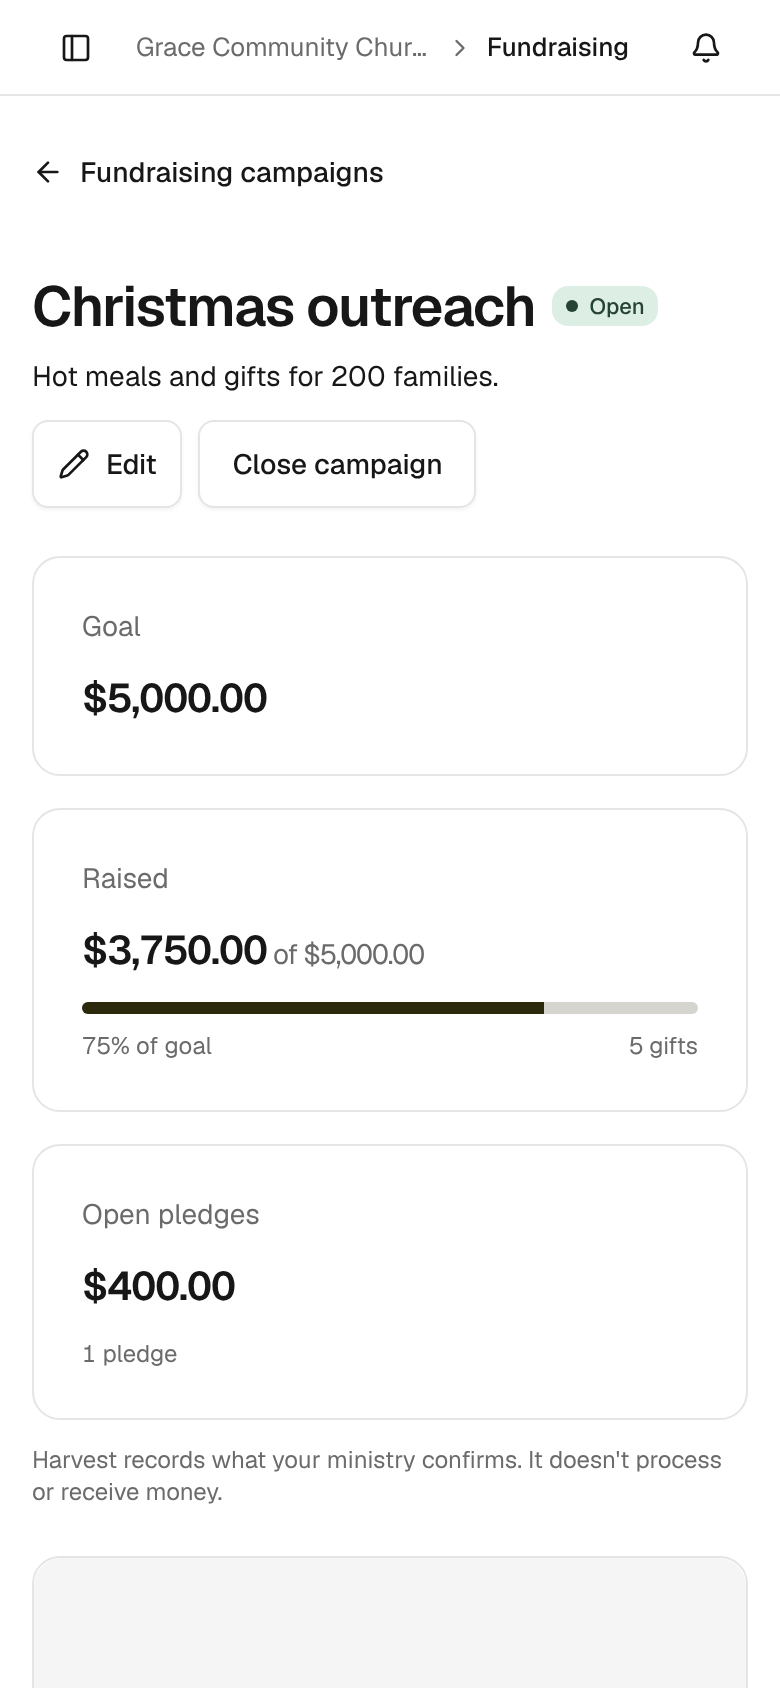 Grace Community Chur... > Fundraising
Fundraising campaigns
Christmas outreach
Open
Hot meals and gifts for 200 families.
Edit
Close campaign
Goal
$5,000.00
Raised
$3,750.00 of $5,000.00
75% of goal
5 gifts
Open pledges
$400.00
1 pledge
Harvest records what your ministry confirms. It doesn't process
or receive money.